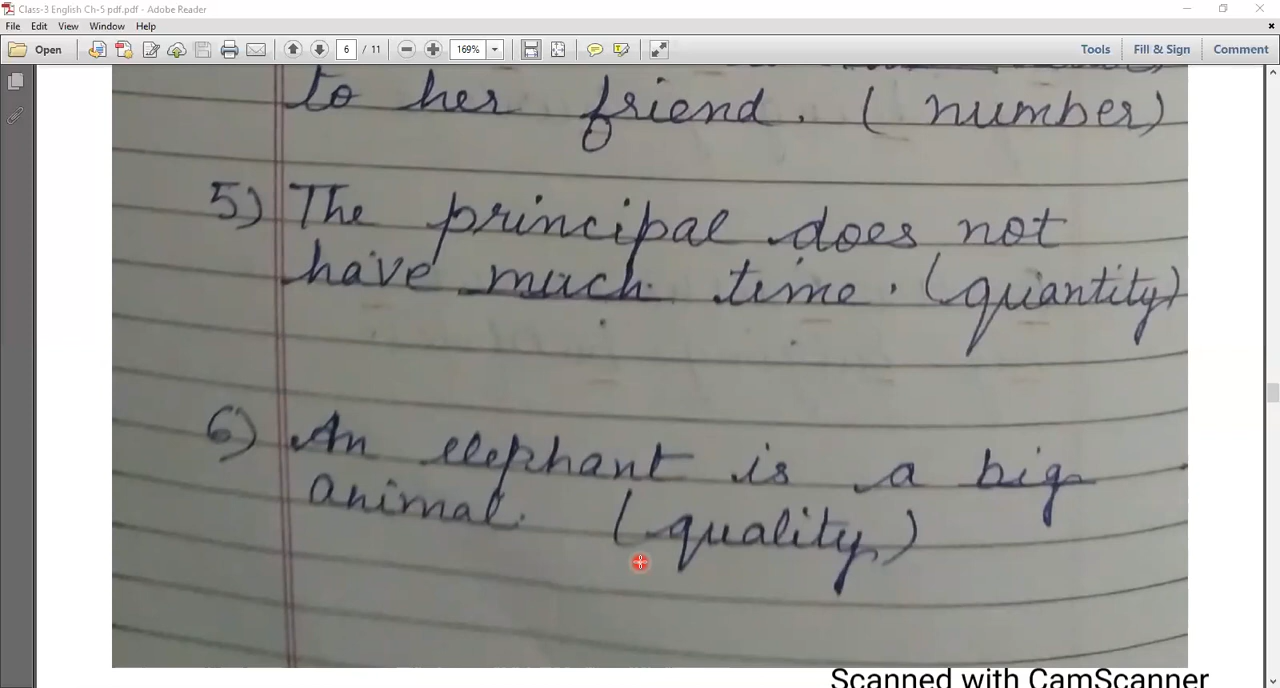 Class-3 English Ch-5 pdf.pdf - Adobe Reader
File Edit View Window Help
Open 6 / 11 169% Tools Fill & Sign Comment
to her friend. (number)
5) The principal does not
have much time. (quantity)
6) An elephant is a big
animal. (quality)
Scanned with CamScanner